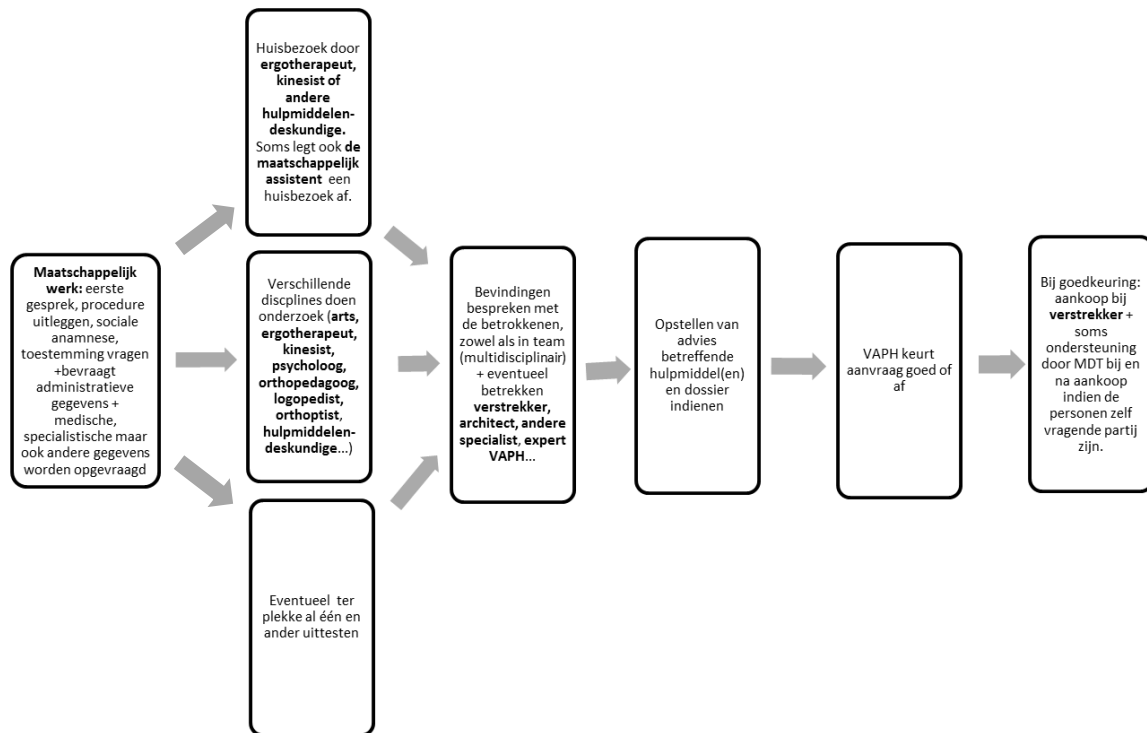 Maatschappelijk
werk: eerste
gesprek, procedure
uitleggen, sociale
anamnese,
toestemming vragen
+bevraagt
administratieve
gegevens +
medische,
specialistische maar
ook andere gegevens
worden opgevraagd
Huisbezoek door
ergotherapeut,
kinesist of
andere
hulpmiddelen-
deskundige.
Soms legt ook de
maatschappelijk
assistent een
huisbezoek af.
Verschillende
discplines doen
onderzoek (arts,
ergotherapeut,
kinesist,
psycholoog,
orthopedagoog,
logopedist,
orthoptist,
hulpmiddelen-
deskundige...)
Eventueel ter
plekke al één en
ander uittesten
Bevindingen
bespreken met
de betrokkenen,
zowel als in team
(multidisciplinair)
+ eventueel
betrekken
verstrekker,
architect, andere
specialist, expert
VAPH...
Opstellen van
advies
betreffende
hulpmiddel(en)
en dossier
indienen
VAPH keurt
aanvraag goed of
af
Bij goedkeuring:
aankoop bij
verstrekker +
soms
ondersteuning
door MDT bij en
na aankoop
indien de
personen zelf
vragende partij
zijn.